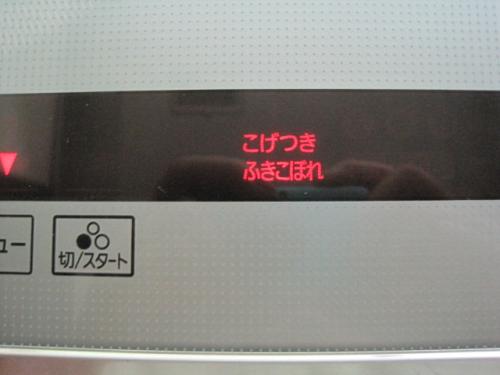 こげつき
ふきこぼれ
ュー
切/スタート